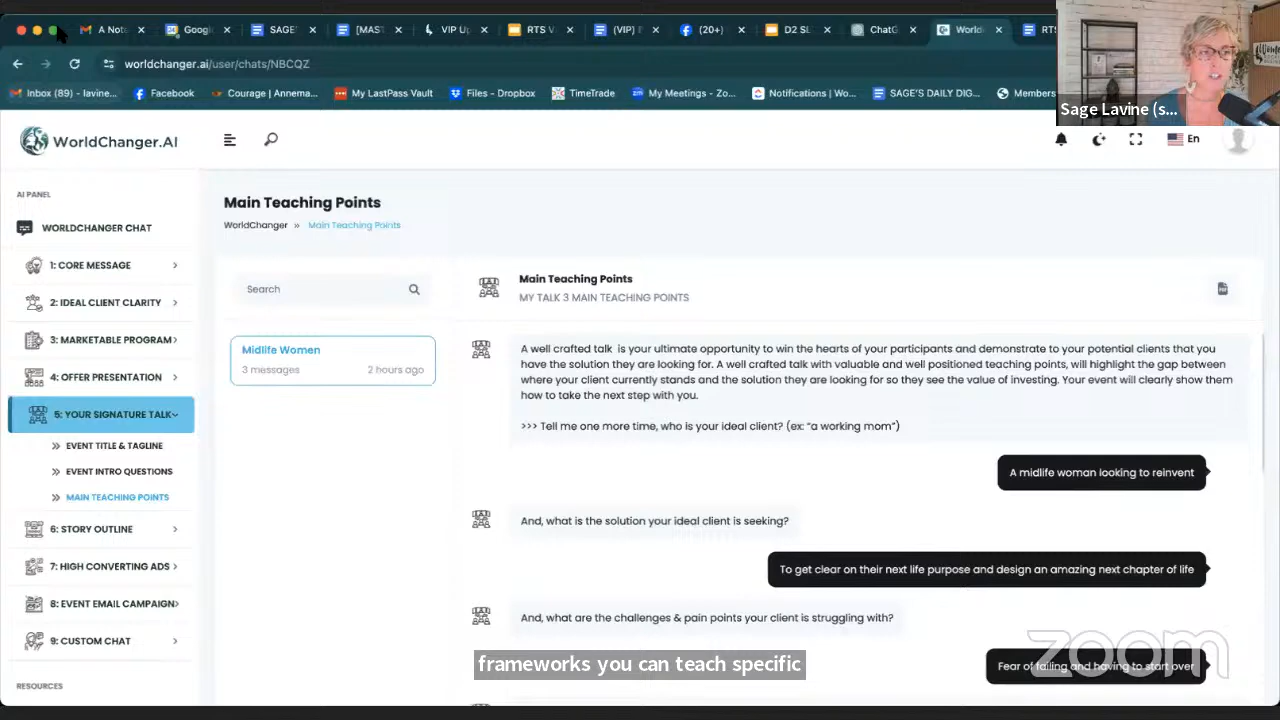 A Note
Googl
SAGE'
[MAST
VIP U
RTS V
(VIP)
(20+)
D2 SL
ChatG
World
RTS
worldchanger.ai/user/chats/NBCQZ
Inbox (89) – lavine...
Facebook
Courage (Annema...
My LastPass Vault
Files - Dropbox
TimeTrade
My Meetings - Zo...
Notifications | Wo...
SAGE'S DAILY DIG...
Members
Sage Lavine (s...
WorldChanger.AI
En
AI PANEL
WORLDCHANGER CHAT
1: CORE MESSAGE
2: IDEAL CLIENT CLARITY
3: MARKETABLE PROGRAM
4: OFFER PRESENTATION
5: YOUR SIGNATURE TALK
EVENT TITLE & TAGLINE
EVENT INTRO QUESTIONS
MAIN TEACHING POINTS
6: STORY OUTLINE
7: HIGH CONVERTING ADS
8: EVENT EMAIL CAMPAIGN
9: CUSTOM CHAT
RESOURCES
Main Teaching Points
WorldChanger » Main Teaching Points
Search
Midlife Women
3 messages 2 hours ago
Main Teaching Points
MY TALK 3 MAIN TEACHING POINTS
A well crafted talk is your ultimate opportunity to win the hearts of your participants and demonstrate to your potential clients that you
have the solution they are looking for. A well crafted talk with valuable and well positioned teaching points, will highlight the gap between
where your client currently stands and the solution they are looking for so they see the value of investing. Your event will clearly show them
how to take the next step with you.
>>> Tell me one more time, who is your ideal client? (ex: "a working mom")
A midlife woman looking to reinvent
And, what is the solution your ideal client is seeking?
To get clear on their next life purpose and design an amazing next chapter of life
And, what are the challenges & pain points your client is struggling with?
Fear of failing and having to start over
frameworks you can teach specific
zoom